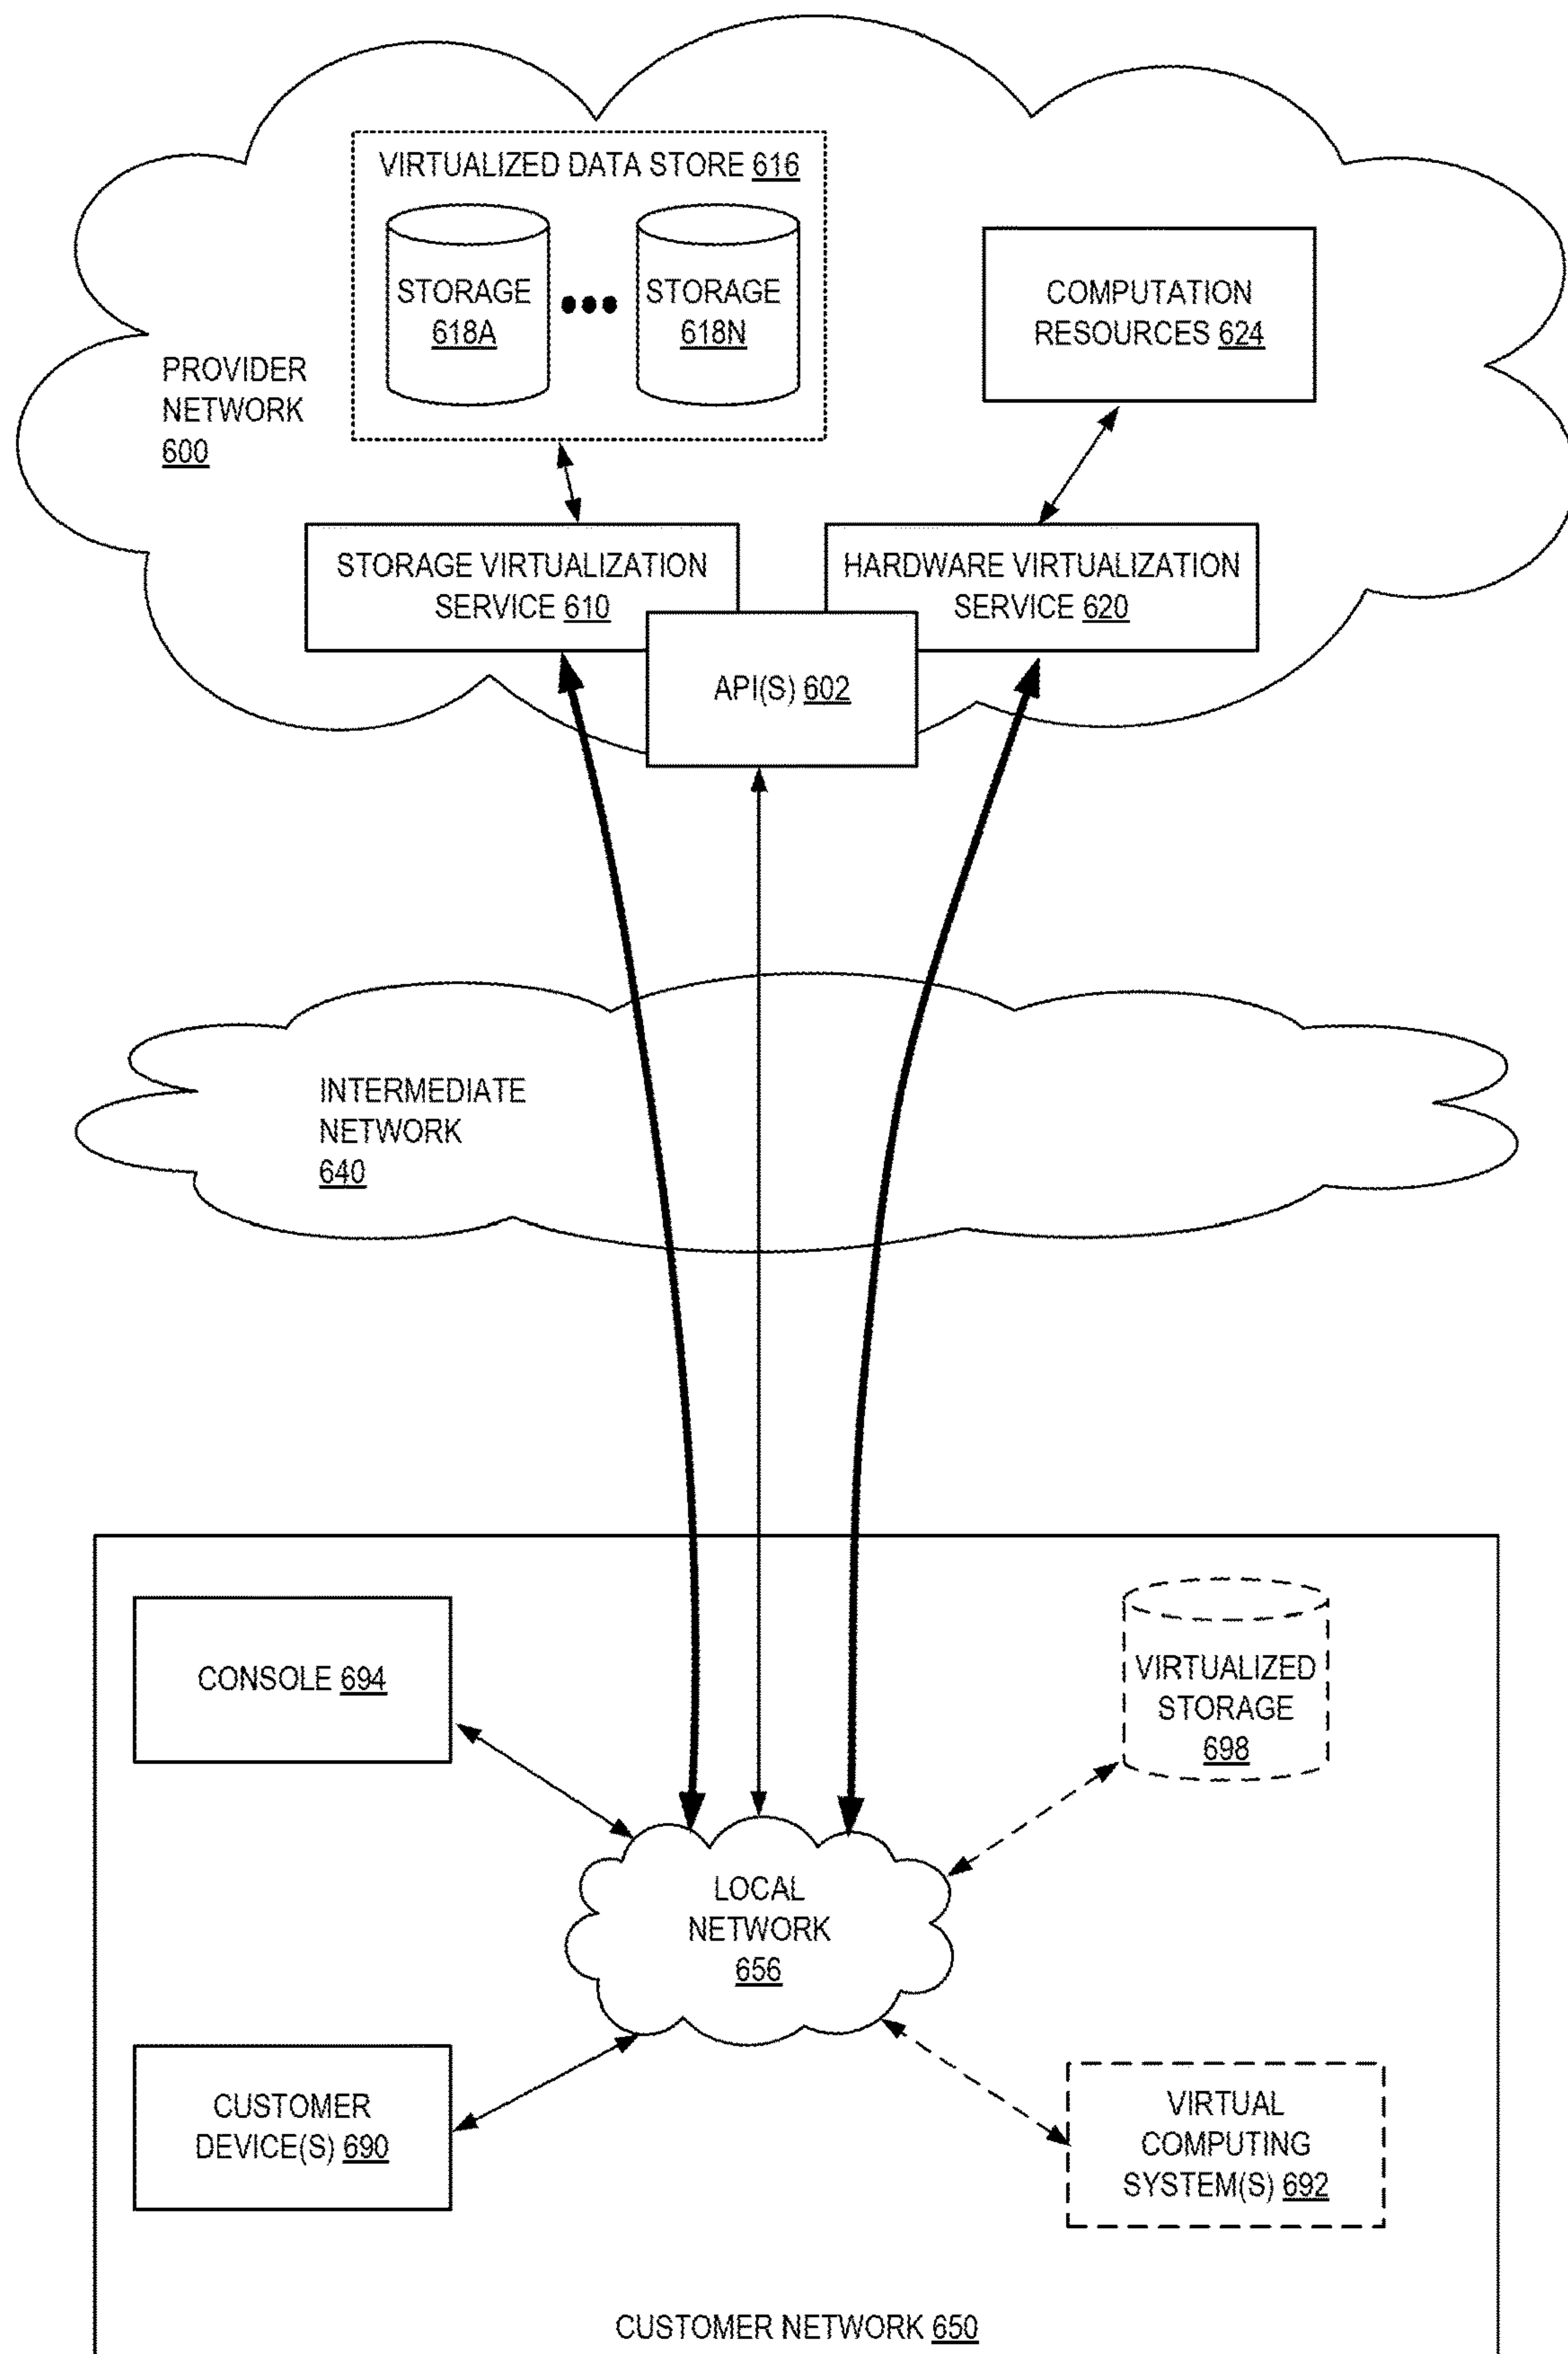 VIRTUALIZED DATA STORE 616
STORAGE
618A
STORAGE
618N
COMPUTATION
RESOURCES 624
PROVIDER
NETWORK
600
STORAGE VIRTUALIZATION
SERVICE 610
HARDWARE VIRTUALIZATION
SERVICE 620
API(S) 602
INTERMEDIATE
NETWORK
640
CONSOLE 694
VIRTUALIZED
STORAGE
698
LOCAL
NETWORK
656
CUSTOMER
DEVICE(S) 690
VIRTUAL
COMPUTING
SYSTEM(S) 692
CUSTOMER NETWORK 650